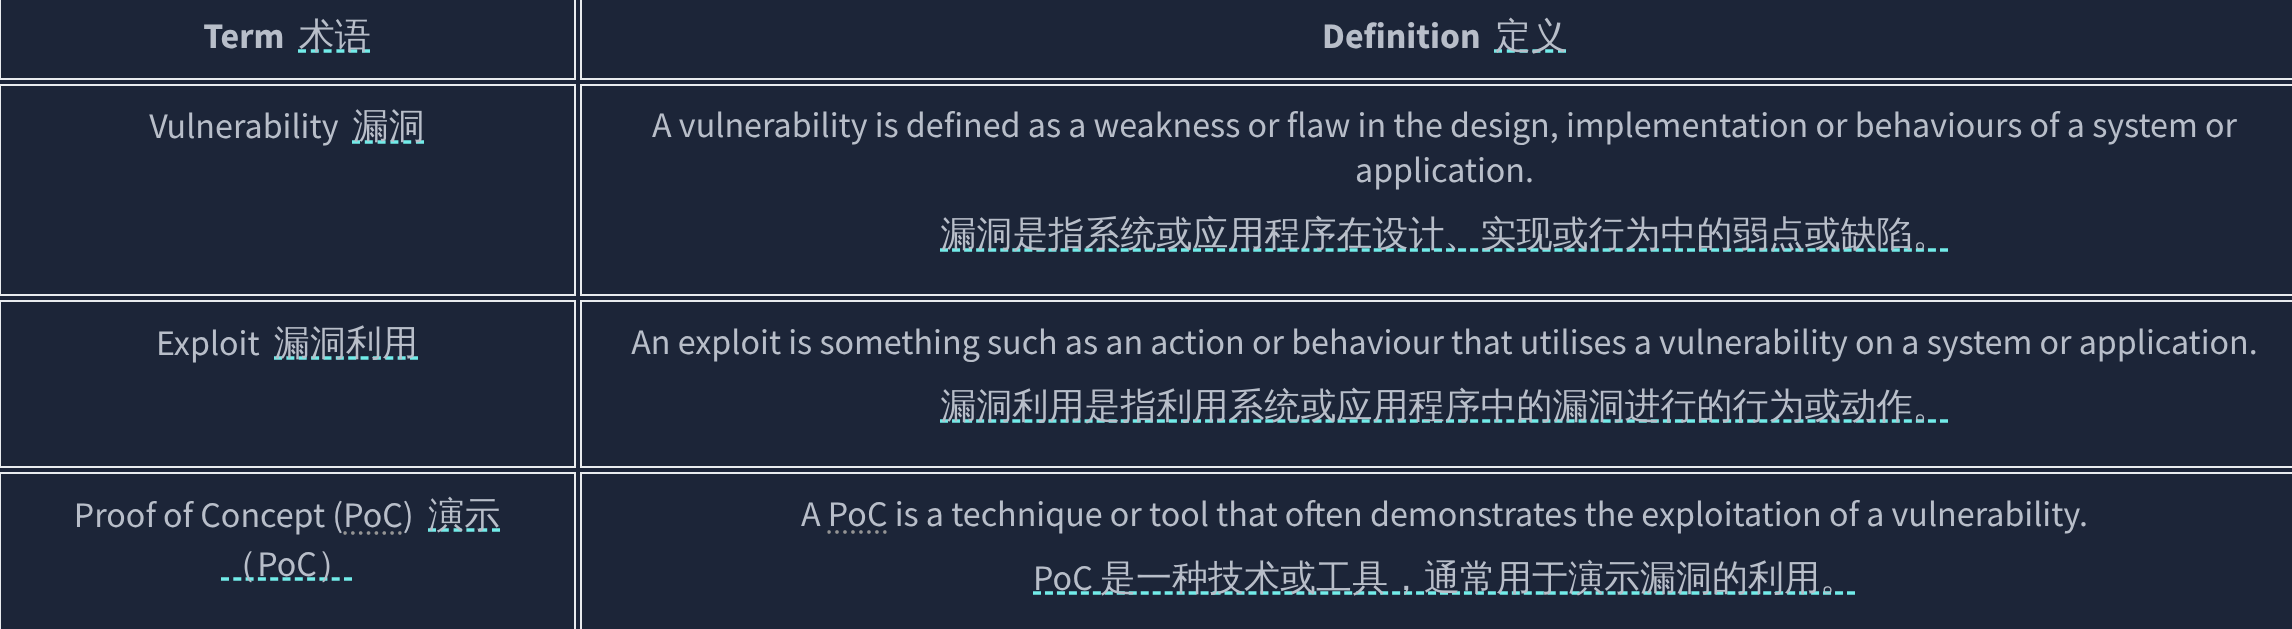 Term 术语
Definition 定义
Vulnerability 漏洞
A vulnerability is defined as a weakness or flaw in the design, implementation or behaviours of a system or
application.
漏洞是指系统或应用程序在设计、实现或行为中的弱点或缺陷。
Exploit 漏洞利用
An exploit is something such as an action or behaviour that utilises a vulnerability on a system or application.
漏洞利用是指利用系统或应用程序中的漏洞进行的行为或动作。
Proof of Concept (PoC) 演示
（PoC）
A PoC is a technique or tool that often demonstrates the exploitation of a vulnerability.
PoC 是一种技术或工具，通常用于演示漏洞的利用。